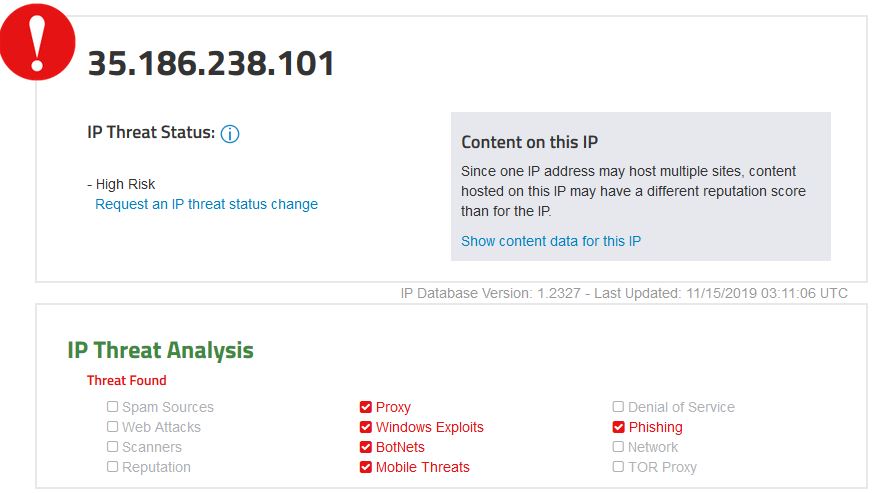 35.186.238.101
IP Threat Status:
- High Risk
Request an IP threat status change
Content on this IP
Since one IP address may host multiple sites, content
hosted on this IP may have a different reputation score
than for the IP.
Show content data for this IP
IP Database Version: 1.2327 - Last Updated: 11/15/2019 03:11:06 UTC
IP Threat Analysis
Threat Found
Spam Sources
Web Attacks
Scanners
Reputation
Proxy
Windows Exploits
BotNets
Mobile Threats
Denial of Service
Phishing
Network
TOR Proxy